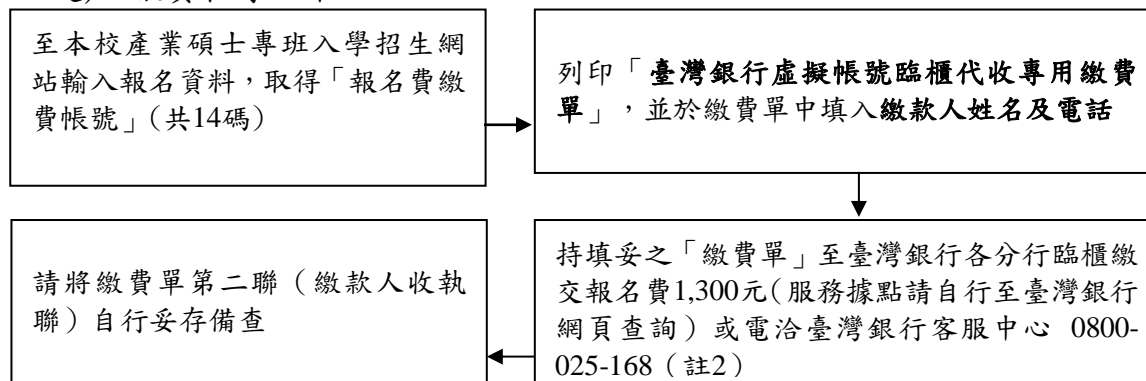 至本校產業碩士專班入學招生網
站輸入報名資料，取得「報名費繳
費帳號」（共14碼）
列印「臺灣銀行虛擬帳號臨櫃代收專用繳費
單」，並於繳費單中填入繳款人姓名及電話
持填妥之「繳費單」至臺灣銀行各分行臨櫃繳
交報名費1,300元（服務據點請自行至臺灣銀行
網頁查詢）或電洽臺灣銀行客服中心 0800-
025-168（註2）
請將繳費單第二聯（繳款人收執
聯）自行妥存備查